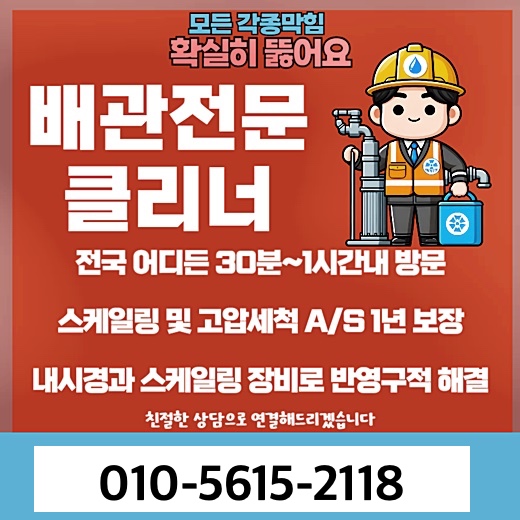 모든 각종막힘
확실히 뚫어요
배관전문
클리너
전국 어디든 30분~1시간내 방문
스케일링 및 고압세척 A/S 1년 보장
내시경과 스케일링 장비로 반영구적 해결
친절한 상담으로 연결해드리겠습니다
010-5615-2118